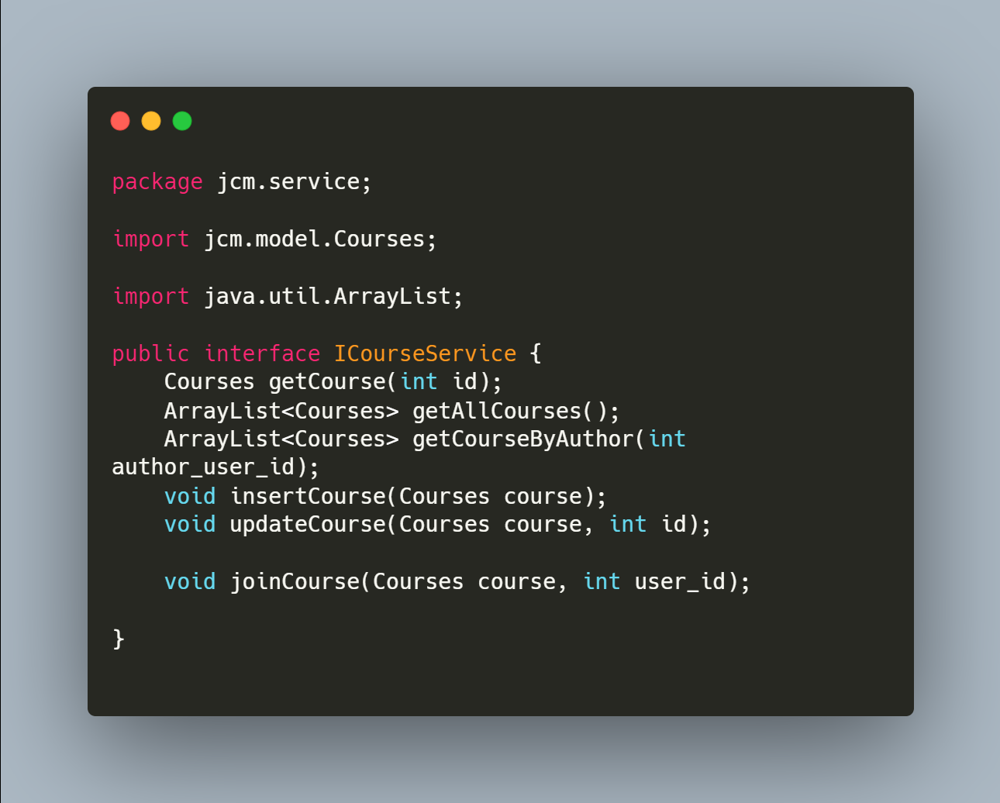 package jcm.service;

import jcm.model.Courses;

import java.util.ArrayList;

public interface ICourseService {
    Courses getCourse(int id);
    ArrayList<Courses> getAllCourses();
    ArrayList<Courses> getCourseByAuthor(int
author_user_id);
    void insertCourse(Courses course);
    void updateCourse(Courses course, int id);

    void joinCourse(Courses course, int user_id);

}